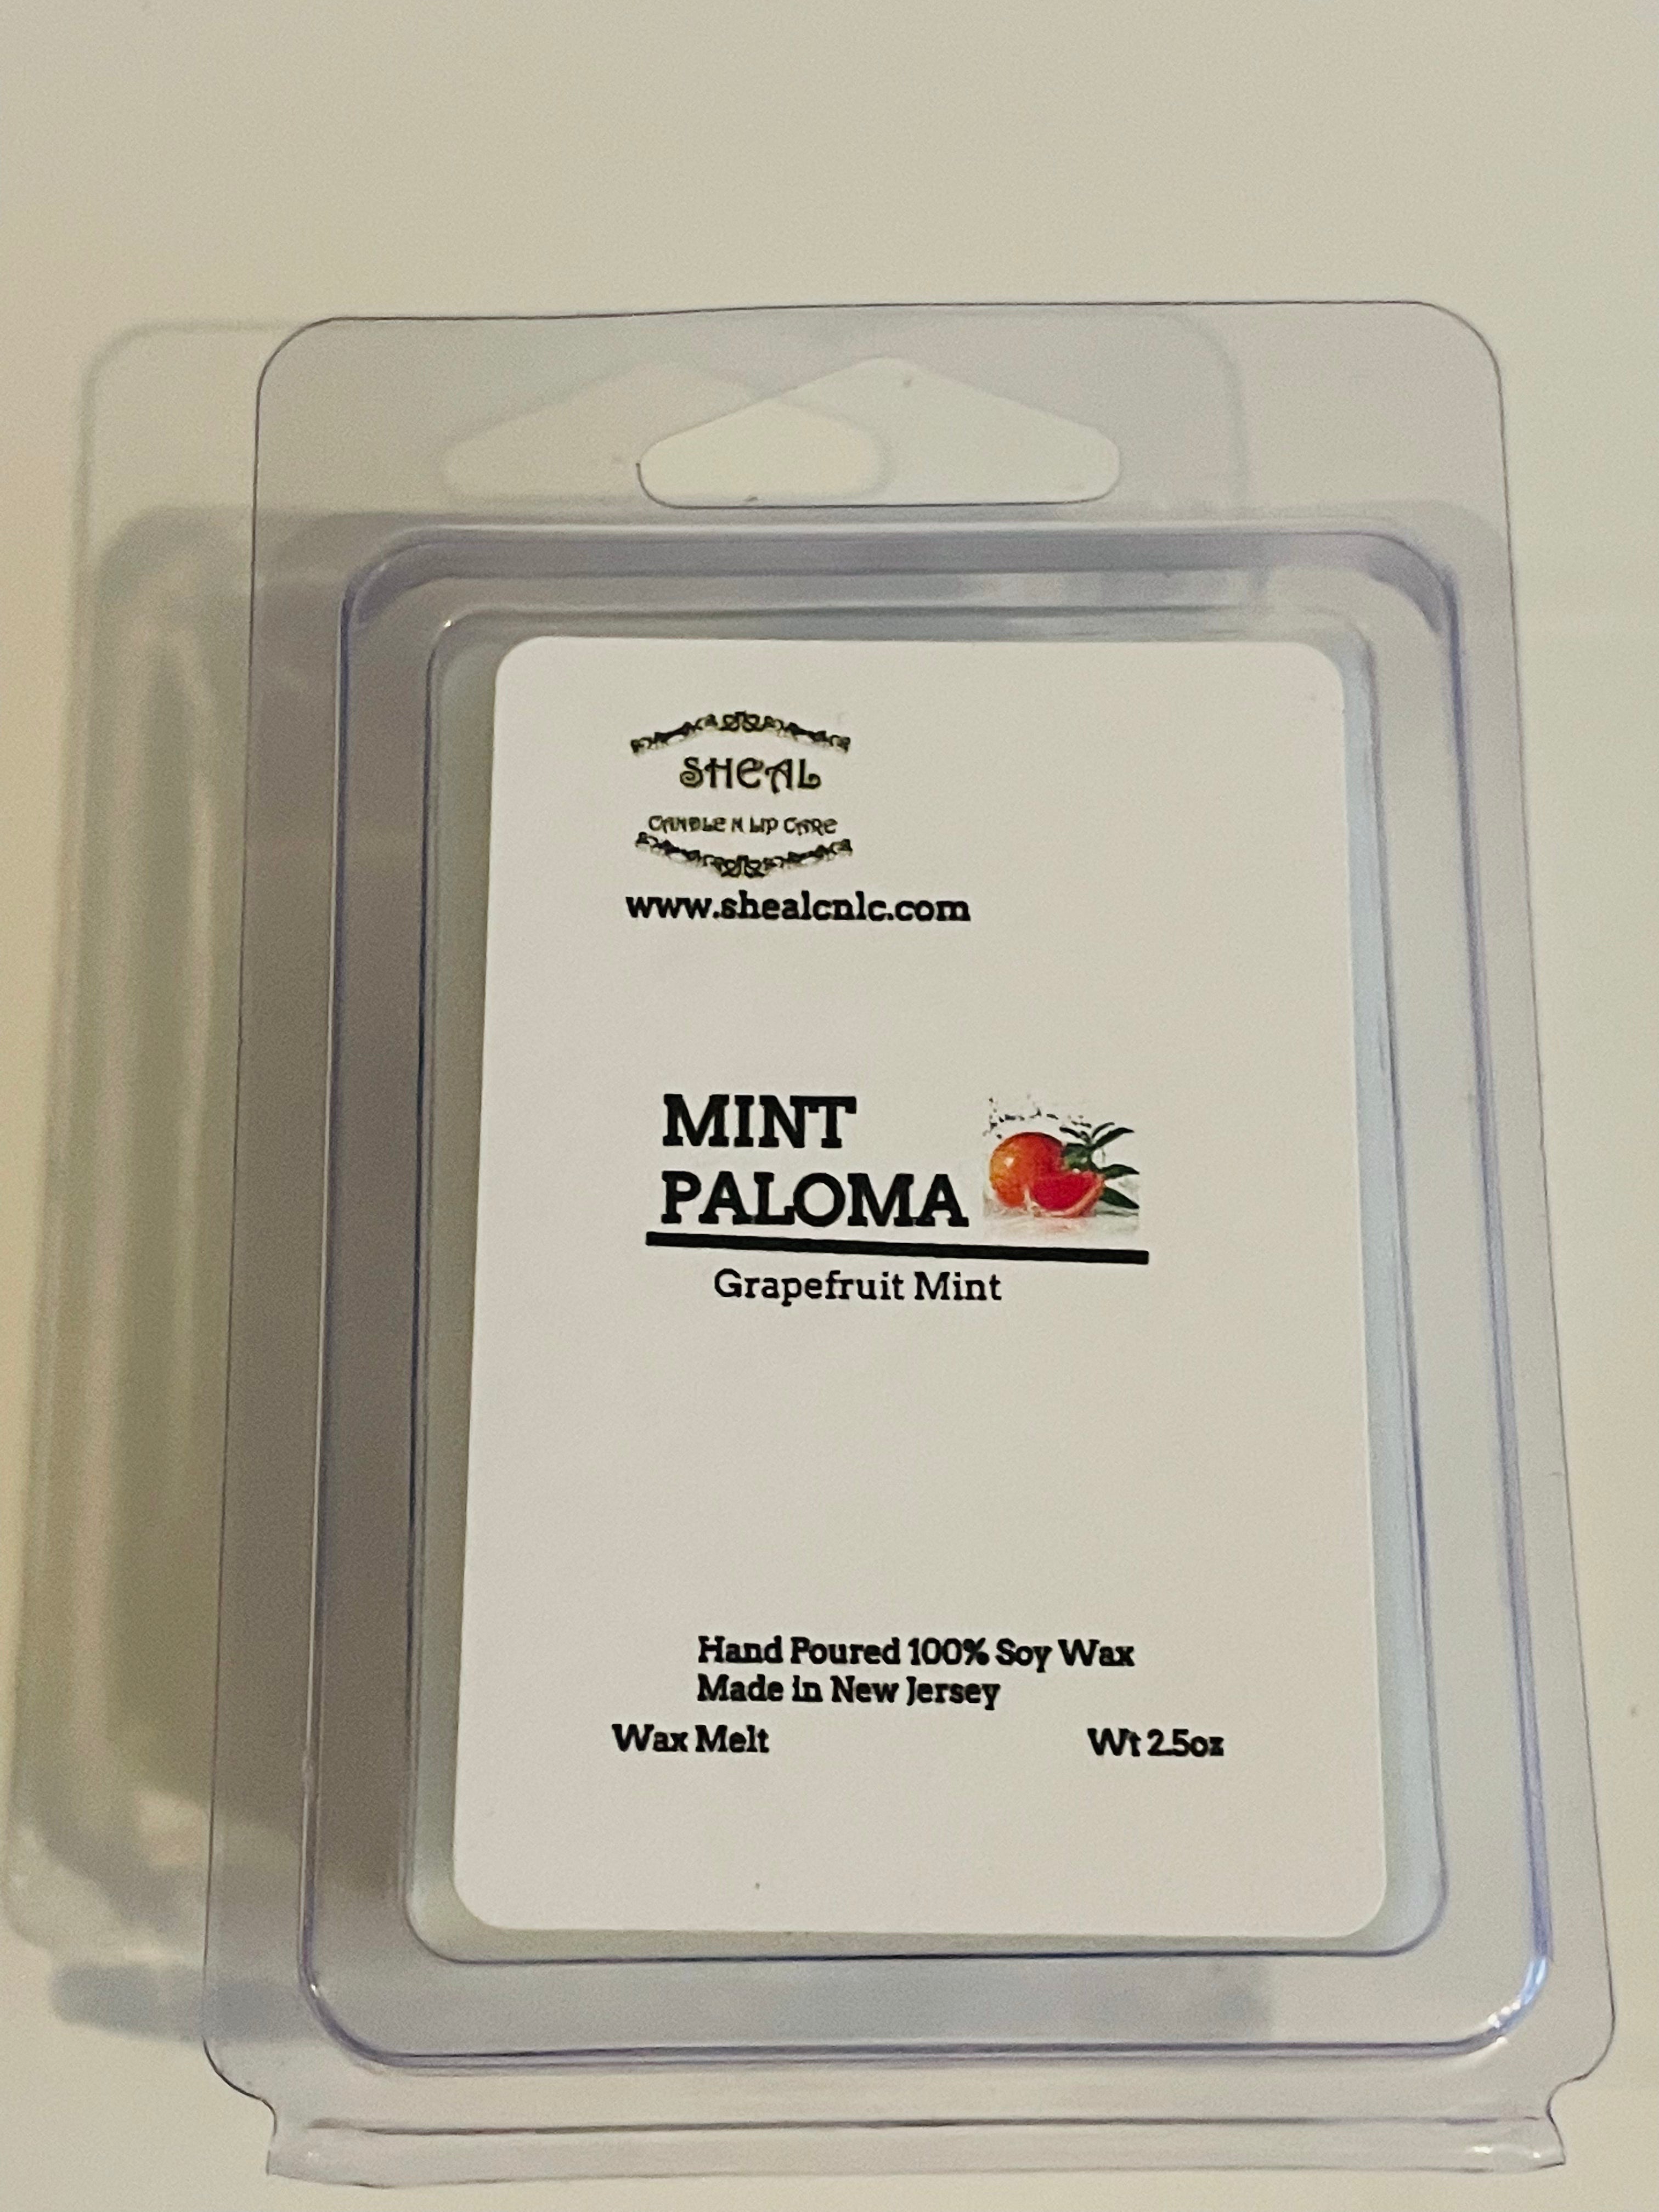 SHEAL
CANDLE N LIP CARE
www.shealcnlc.com
MINT
PALOMA
Grapefruit Mint
Hand Poured 100% Soy Wax
Made in New Jersey
Wax Melt Wt 2.5oz